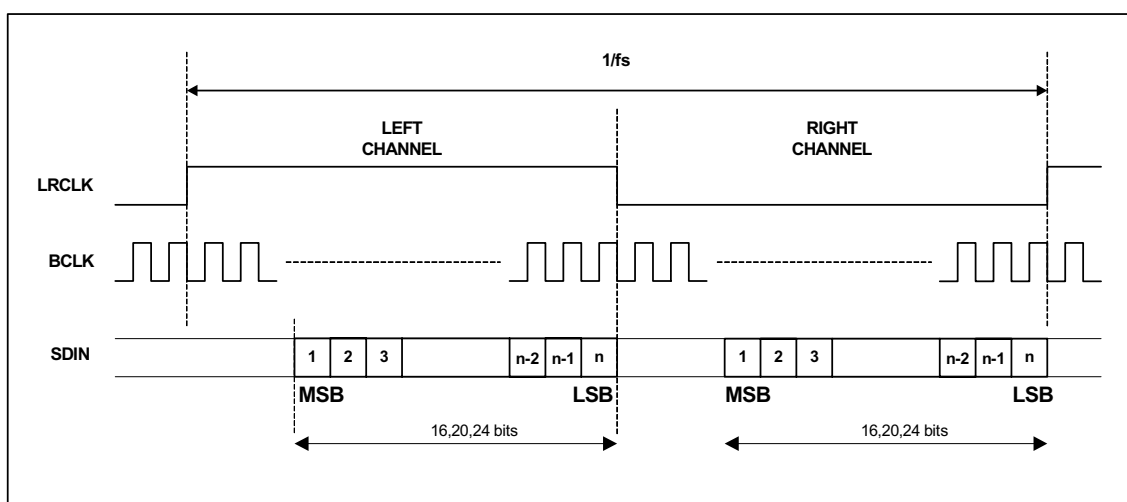 1/fs
LEFT
CHANNEL
RIGHT
CHANNEL
LRCLK
BCLK
SDIN
1 2 3 n-2 n-1 n 1 2 3 n-2 n-1 n
MSB LSB MSB LSB
16,20,24 bits 16,20,24 bits